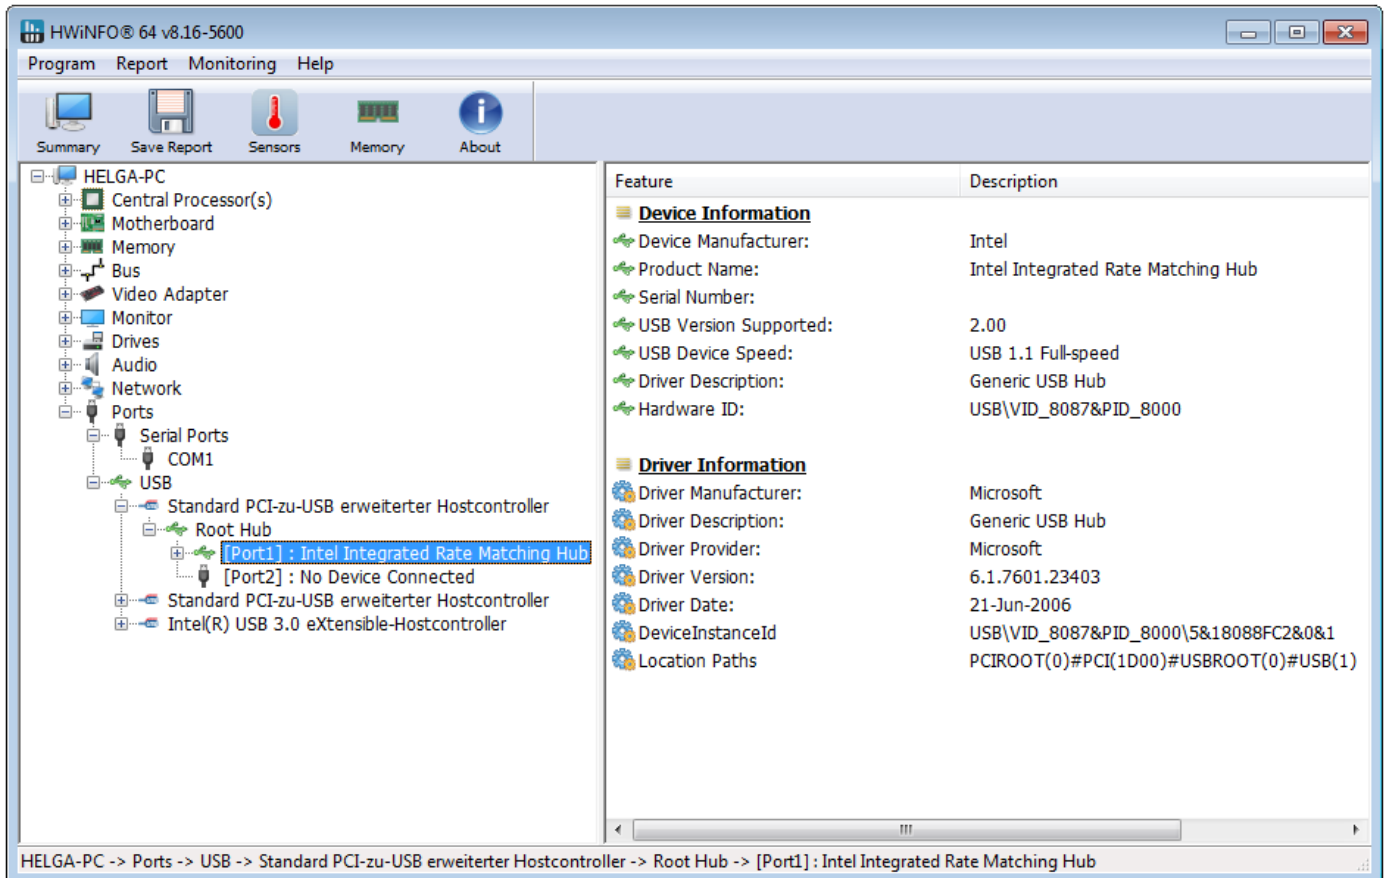 HWiNFO® 64 v8.16-5600
Program Report Monitoring Help
Summary Save Report Sensors Memory About
HELGA-PC
Central Processor(s)
Motherboard
Memory
Bus
Video Adapter
Monitor
Drives
Audio
Network
Ports
Serial Ports
COM1
USB
Standard PCI-zu-USB erweiterter Hostcontroller
Root Hub
[Port1] : Intel Integrated Rate Matching Hub
[Port2] : No Device Connected
Standard PCI-zu-USB erweiterter Hostcontroller
Intel(R) USB 3.0 eXtensible-Hostcontroller
Feature Description
Device Information
Device Manufacturer: Intel
Product Name: Intel Integrated Rate Matching Hub
Serial Number:
USB Version Supported: 2.00
USB Device Speed: USB 1.1 Full-speed
Driver Description: Generic USB Hub
Hardware ID: USB\VID_8087&PID_8000
Driver Information
Driver Manufacturer: Microsoft
Driver Description: Generic USB Hub
Driver Provider: Microsoft
Driver Version: 6.1.7601.23403
Driver Date: 21-Jun-2006
DeviceInstanceId USB\VID_8087&PID_8000\5&18088FC2&0&1
Location Paths PCIROOT(0)#PCI(1D00)#USBROOT(0)#USB(1)
HELGA-PC -> Ports -> USB -> Standard PCI-zu-USB erweiterter Hostcontroller -> Root Hub -> [Port1] : Intel Integrated Rate Matching Hub